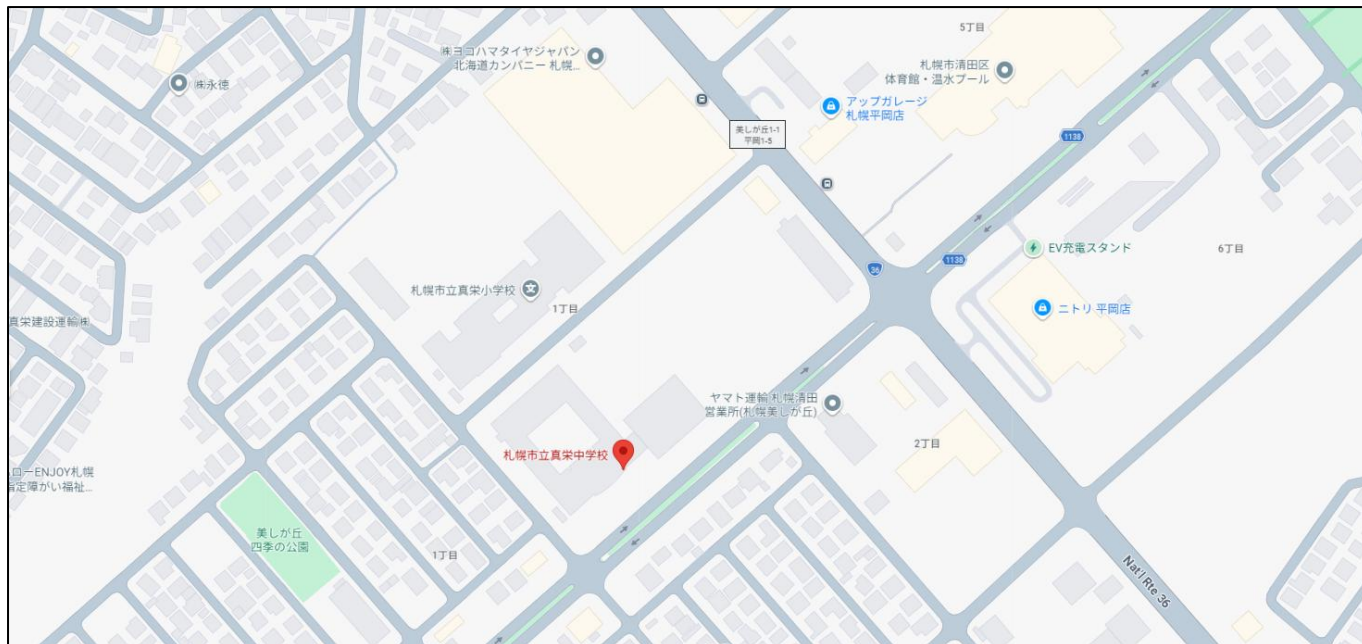 5丁目
㈱ヨコハマタイヤジャパン
北海道カンパニー 札幌...
札幌市清田区
体育館・温水プール
㈱永徳
アップガレージ
札幌平岡店
美しが丘1-1
平岡1-5
1138
EV充電スタンド
6丁目
1138
36
札幌市立真栄小学校
1丁目
ニトリ 平岡店
真栄建設運輸㈱
ヤマト運輸 札幌清田
営業所(札幌美しが丘)
2丁目
札幌市立真栄中学校
ローENJOY札幌
指定障がい福祉...
美しが丘
四季の公園
1丁目
Nat'l Rte 36